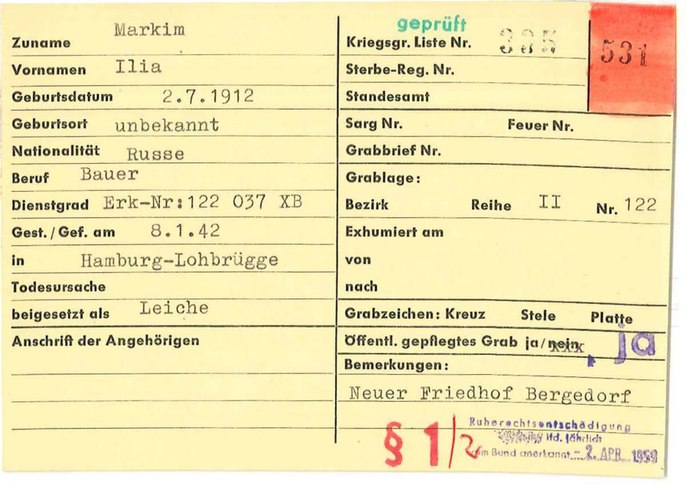 Zuname Markim
Vornamen Ilia
Geburtsdatum 2.7.1912
Geburtsort unbekannt
Nationalität Russe
Beruf Bauer
Dienstgrad Erk-Nr:122 037 XB
Gest./Gef. am 8.1.42
in Hamburg-Lohbrügge
Todesursache
beigesetzt als Leiche
Anschrift der Angehörigen
geprüft
Kriegsgr. Liste Nr.
531
Sterbe-Reg. Nr.
Standesamt
Sarg Nr. Feuer Nr.
Grabbrief Nr.
Grablage:
Bezirk Reihe II Nr. 122
Exhumiert am
von
nach
Grabzeichen: Kreuz Stele Platte
Öffentl. gepflegtes Grab ja/nein xxx ja
Bemerkungen:
Neuer Friedhof Bergedorf
§ 1/2
Ruherechtsentschädigung
lfd. jährlich
vom Bund anerkannt - 2. APR. 1959